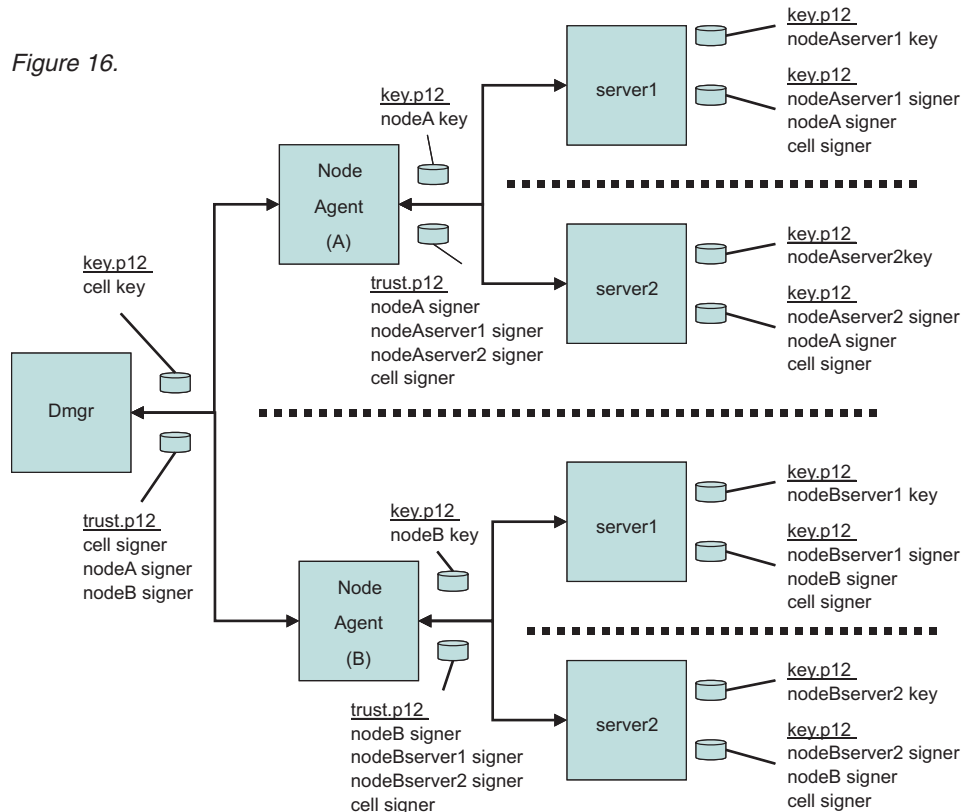 Figure 16.
key.p12
nodeAserver1 key
key.p12
nodeAserver1 signer
nodeA signer
cell signer
server1
key.p12
nodeA key
Node
Agent
(A)
trust.p12
nodeA signer
nodeAserver1 signer
nodeAserver2 signer
cell signer
server2
key.p12
nodeAserver2key
key.p12
nodeAserver2 signer
nodeA signer
cell signer
key.p12
cell key
Dmgr
trust.p12
cell signer
nodeA signer
nodeB signer
server1
key.p12
nodeBserver1 key
key.p12
nodeBserver1 signer
nodeB signer
cell signer
key.p12
nodeB key
Node
Agent
(B)
trust.p12
nodeB signer
nodeBserver1 signer
nodeBserver2 signer
cell signer
server2
key.p12
nodeBserver2 key
key.p12
nodeBserver2 signer
nodeB signer
cell signer